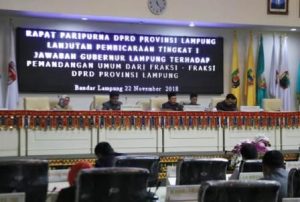 RAPAT PARIPURNA DPRD PROVINSI LAMPUNG
LANJUTAN PEMBICARAAN TINGKAT I
JAWABAN GUBERNUR LAMPUNG TERHADAP
PEMANDANGAN UMUM DARI FRAKSI - FRAKSI
DPRD PROVINSI LAMPUNG
Bandar Lampung 22 November 2018